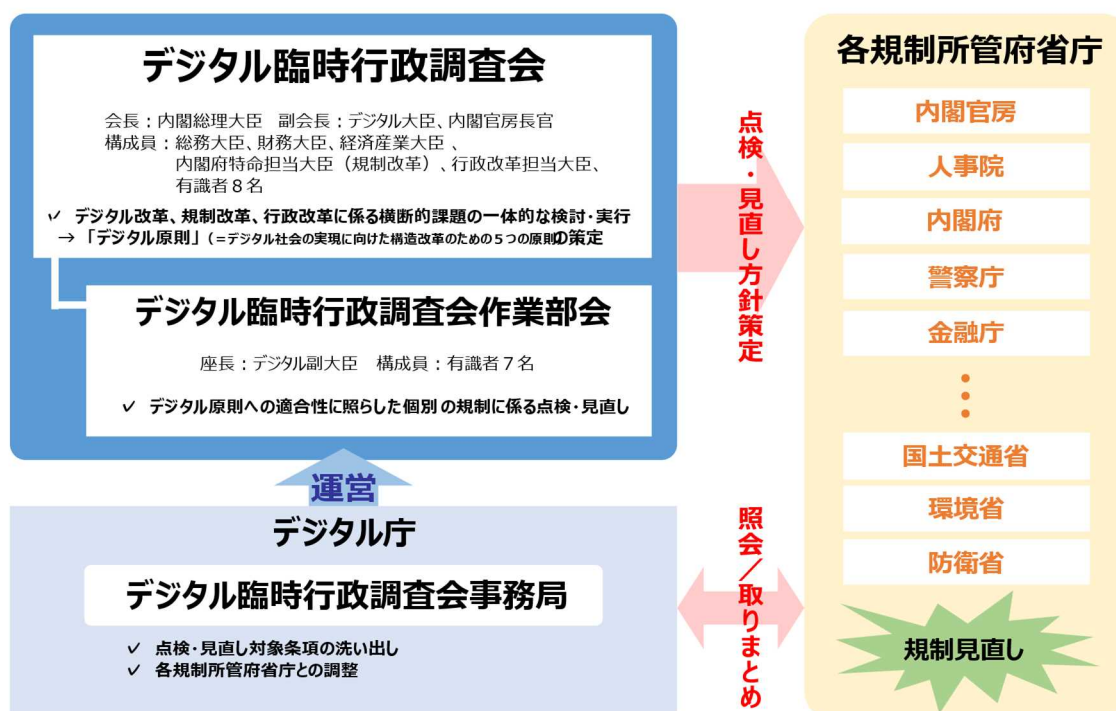 デジタル臨時行政調査会
会長：内閣総理大臣　副会長：デジタル大臣、内閣官房長官
構成員：総務大臣、財務大臣、経済産業大臣 、
内閣府特命担当大臣（規制改革）、行政改革担当大臣、
有識者８名
✓ デジタル改革、規制改革、行政改革に係る横断的課題の一体的な検討・実行
→ 「デジタル原則」（＝デジタル社会の実現に向けた構造改革のための５つの原則）の策定
デジタル臨時行政調査会作業部会
座長：デジタル副大臣　構成員：有識者７名
✓ デジタル原則への適合性に照らした個別の規制に係る点検・見直し
運営
デジタル庁
デジタル臨時行政調査会事務局
✓ 点検・見直し対象条項の洗い出し
✓ 各規制所管府省庁との調整
点検・見直し方針策定
照会／取りまとめ
各規制所管府省庁
内閣官房
人事院
内閣府
警察庁
金融庁
国土交通省
環境省
防衛省
規制見直し